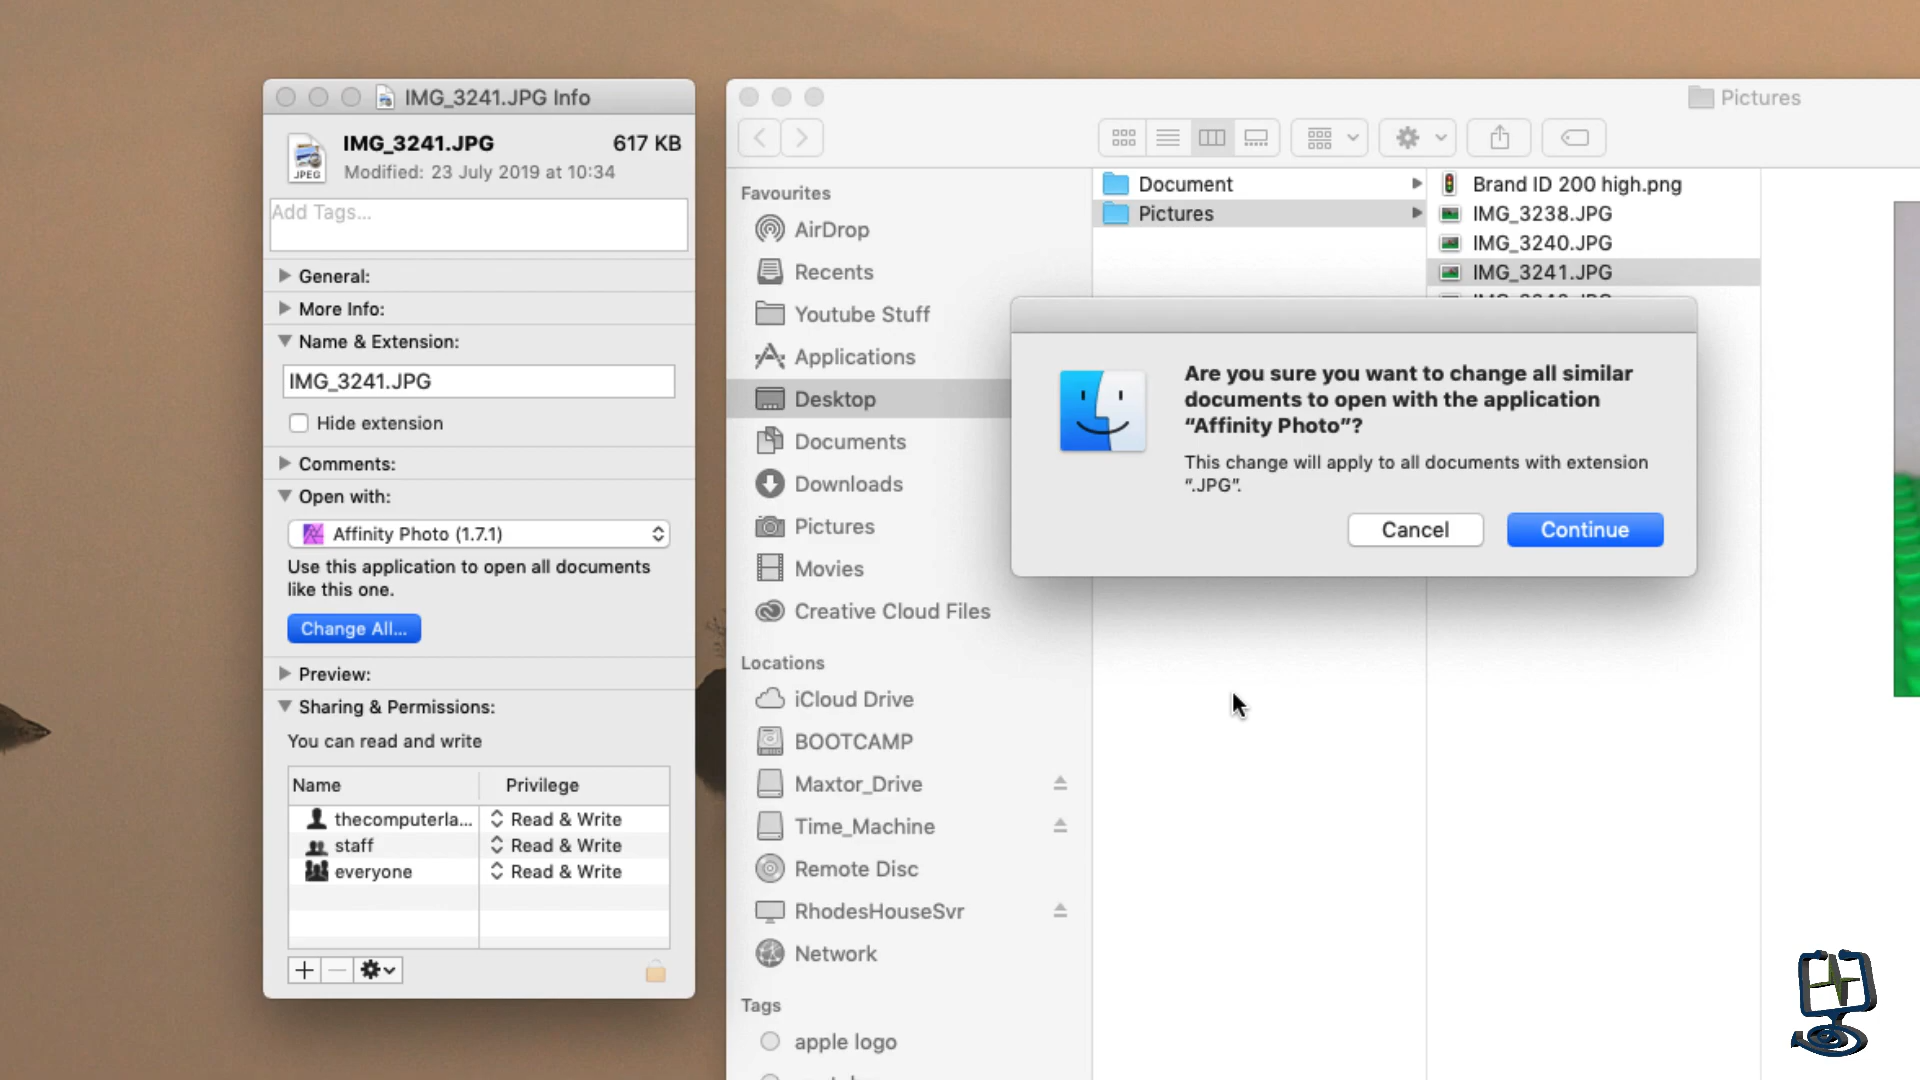 IMG_3241.JPG Info
IMG_3241.JPG 617 KB
Modified: 23 July 2019 at 10:34
JPEG
Add Tags...
General:
More Info:
Name & Extension:
IMG_3241.JPG
Hide extension
Comments:
Open with:
Affinity Photo (1.7.1)
Use this application to open all documents
like this one.
Change All...
Preview:
Sharing & Permissions:
You can read and write
Name Privilege
thecomputerla... Read & Write
staff Read & Write
everyone Read & Write
Pictures
Favourites
AirDrop
Recents
Youtube Stuff
Applications
Desktop
Documents
Downloads
Pictures
Movies
Creative Cloud Files
Locations
iCloud Drive
BOOTCAMP
Maxtor_Drive
Time_Machine
Remote Disc
RhodesHouseSvr
Network
Tags
apple logo
Document
Pictures
Brand ID 200 high.png
IMG_3238.JPG
IMG_3240.JPG
IMG_3241.JPG
Are you sure you want to change all similar
documents to open with the application
“Affinity Photo”?
This change will apply to all documents with extension
“.JPG”.
Cancel
Continue